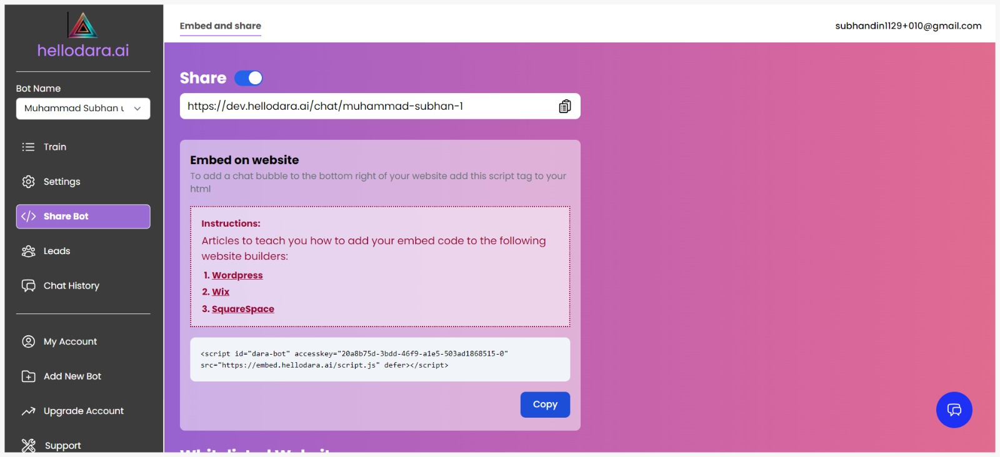 hellodara.ai
Bot Name
Muhammad Subhan
Train
Settings
Share Bot
Leads
Chat History
My Account
Add New Bot
Upgrade Account
Support
Embed and share
subhandin1129+010@gmail.com
Share
https://dev.hellodara.ai/chat/muhammad-subhan-1
Embed on website
To add a chat bubble to the bottom right of your website add this script tag to your
html
Instructions:
Articles to teach you how to add your embed code to the following
website builders:
1. Wordpress
2. Wix
3. SquareSpace
<script id="dara-bot" accesskey="20a8b75d-3bdd-46f9-a1e5-503ad1868515-0"
src="https://embed.hellodara.ai/script.js" defer></script>
Copy